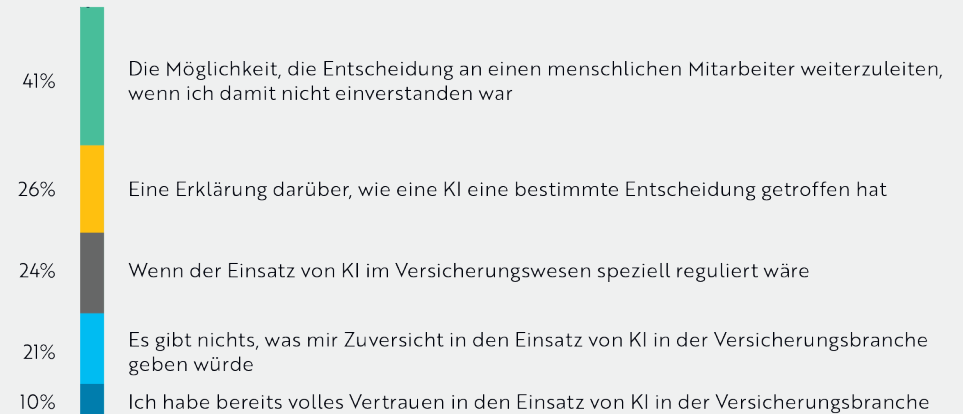 41%
Die Möglichkeit, die Entscheidung an einen menschlichen Mitarbeiter weiterzuleiten,
wenn ich damit nicht einverstanden war
26%
Eine Erklärung darüber, wie eine KI eine bestimmte Entscheidung getroffen hat
24%
Wenn der Einsatz von KI im Versicherungswesen speziell reguliert wäre
21%
Es gibt nichts, was mir Zuversicht in den Einsatz von KI in der Versicherungsbranche
geben würde
10%
Ich habe bereits volles Vertrauen in den Einsatz von KI in der Versicherungsbranche